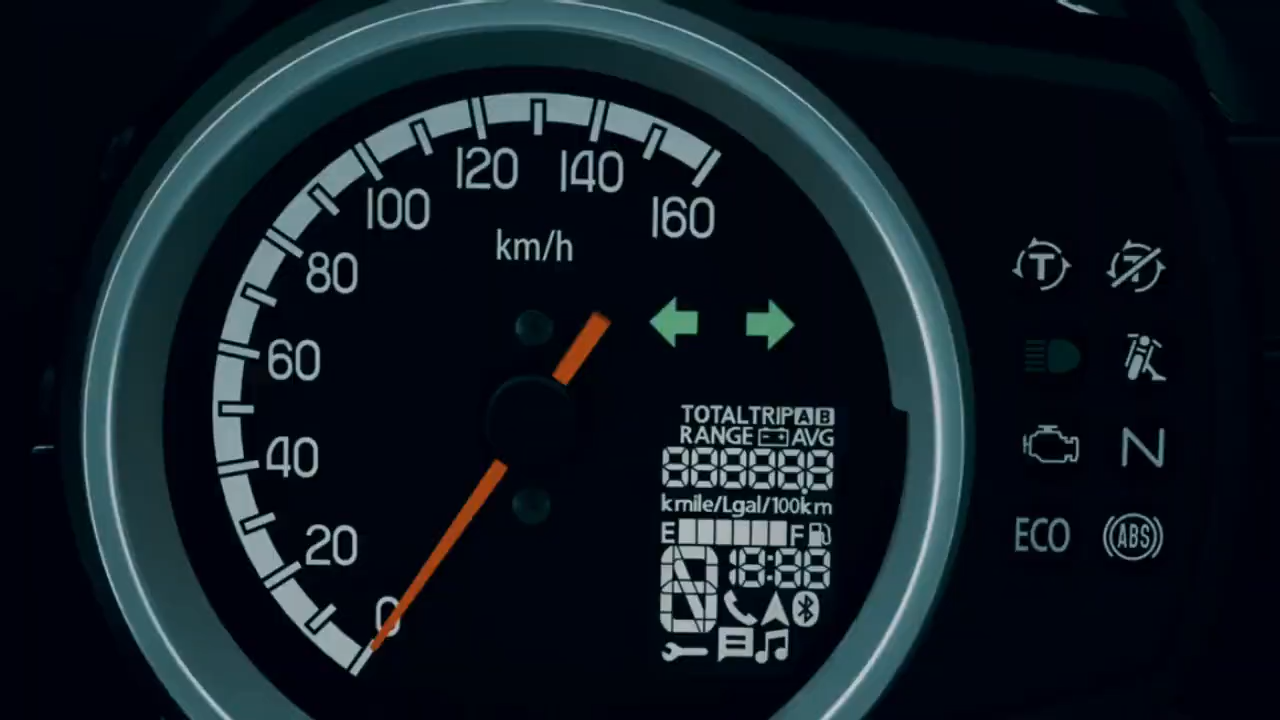 120
140
100
160
km/h
80
T
T
60
TOTAL TRIP A B
RANGE AVG
40
N
888888
kmile/Lgal/100km
E F
ECO
ABS
20
18:88
0